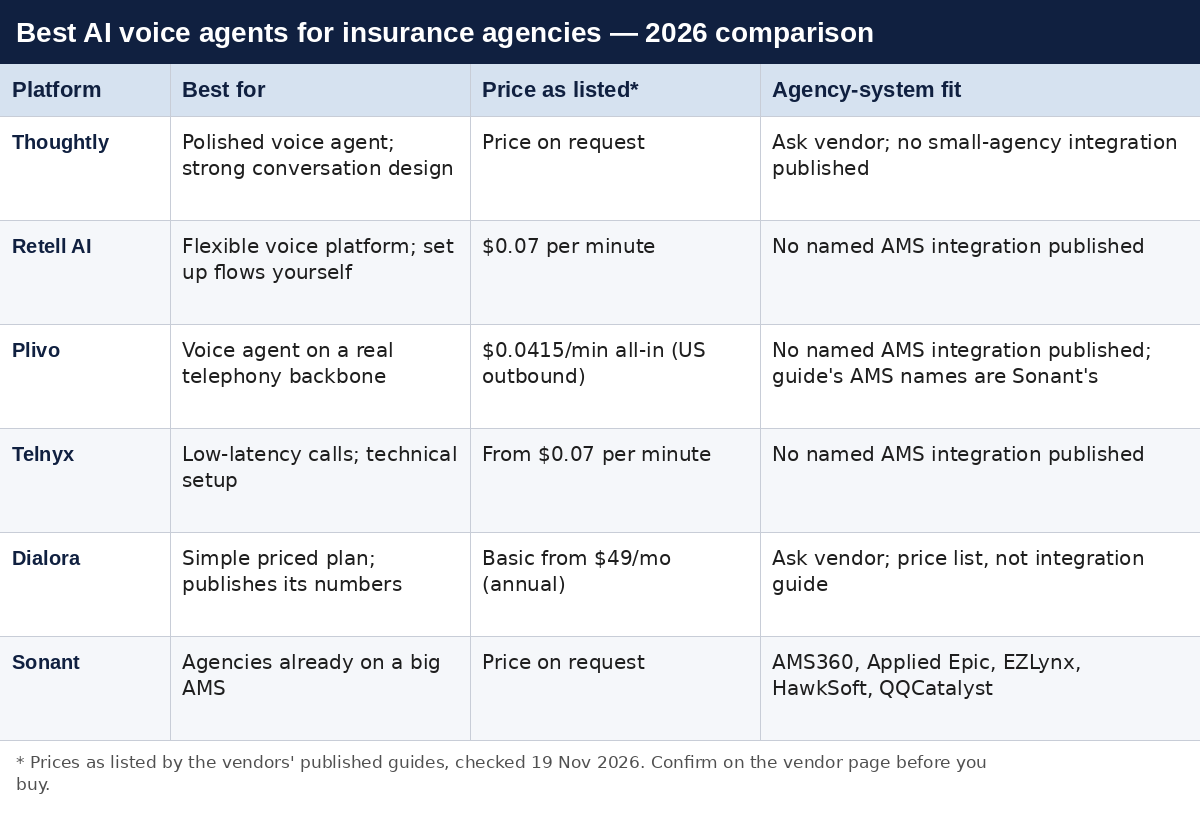 Best AI voice agents for insurance agencies — 2026 comparison
Platform
Best for
Price as listed*
Agency-system fit
Thoughtly
Polished voice agent;
strong conversation design
Price on request
Ask vendor; no small-agency integration
published
Retell AI
Flexible voice platform; set
up flows yourself
$0.07 per minute
No named AMS integration published
Plivo
Voice agent on a real
telephony backbone
$0.0415/min all-in (US
outbound)
No named AMS integration published;
guide's AMS names are Sonant's
Telnyx
Low-latency calls; technical
setup
From $0.07 per minute
No named AMS integration published
Dialora
Simple priced plan;
publishes its numbers
Basic from $49/mo
(annual)
Ask vendor; price list, not integration
guide
Sonant
Agencies already on a big
AMS
Price on request
AMS360, Applied Epic, EZLynx,
HawkSoft, QQCatalyst
* Prices as listed by the vendors' published guides, checked 19 Nov 2026. Confirm on the vendor page before you
buy.